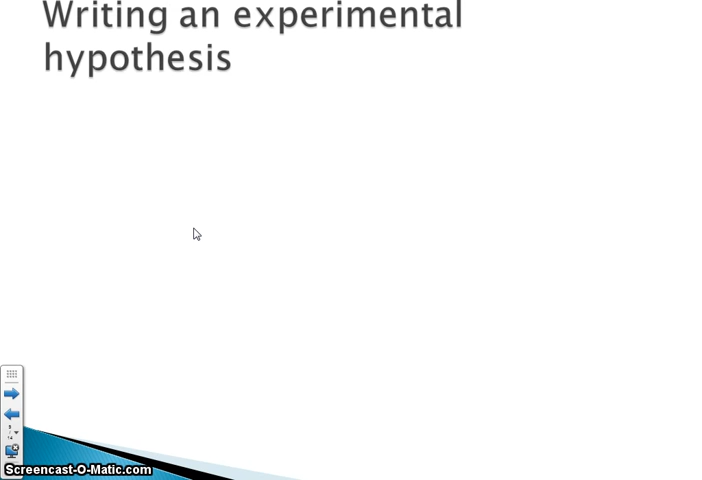 Writing an experimental
hypothesis
Screencast-O-Matic.com